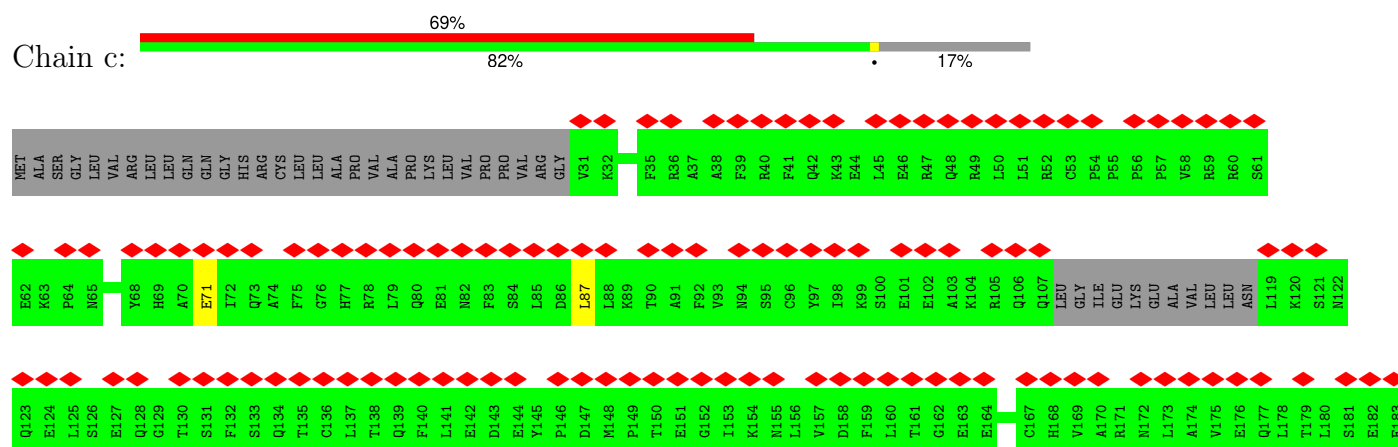 69%
Chain c:
82% • 17%
MET ALA SER GLY LEU VAL ARG LEU LEU GLN GLN GLY HIS ARG CYS LEU LEU ALA PRO VAL ALA PRO LYS LEU VAL PRO PRO VAL ARG GLY V31 K32 F35 R36 A37 A38 F39 R40 F41 Q42 K43 E44 L45 E46 R47 Q48 R49 L50 L51 R52 C53 P54 P55 P56 P57 V58 R59 R60 S61
E62 K63 P64 N65 Y68 H69 A70 E71 I72 Q73 A74 F75 G76 H77 R78 L79 Q80 E81 N82 F83 S84 L85 D86 L87 L88 K89 T90 A91 F92 V93 N94 S95 C96 Y97 I98 K99 S100 E101 E102 A103 K104 R105 Q106 Q107 LEU GLY ILE GLU LYS GLU ALA VAL LEU LEU ASN L119 K120 S121 N122
Q123 E124 L125 S126 E127 Q128 G129 T130 S131 F132 S133 Q134 T135 C136 L137 T138 Q139 F140 L141 E142 D143 E144 Y145 P146 D147 M148 P149 T150 E151 G152 I153 K154 N155 L156 V157 D158 F159 L160 T161 G162 E163 E164 C167 H168 V169 A170 R171 N172 L173 A174 V175 E176 Q177 L178 T179 L180 S181 E182